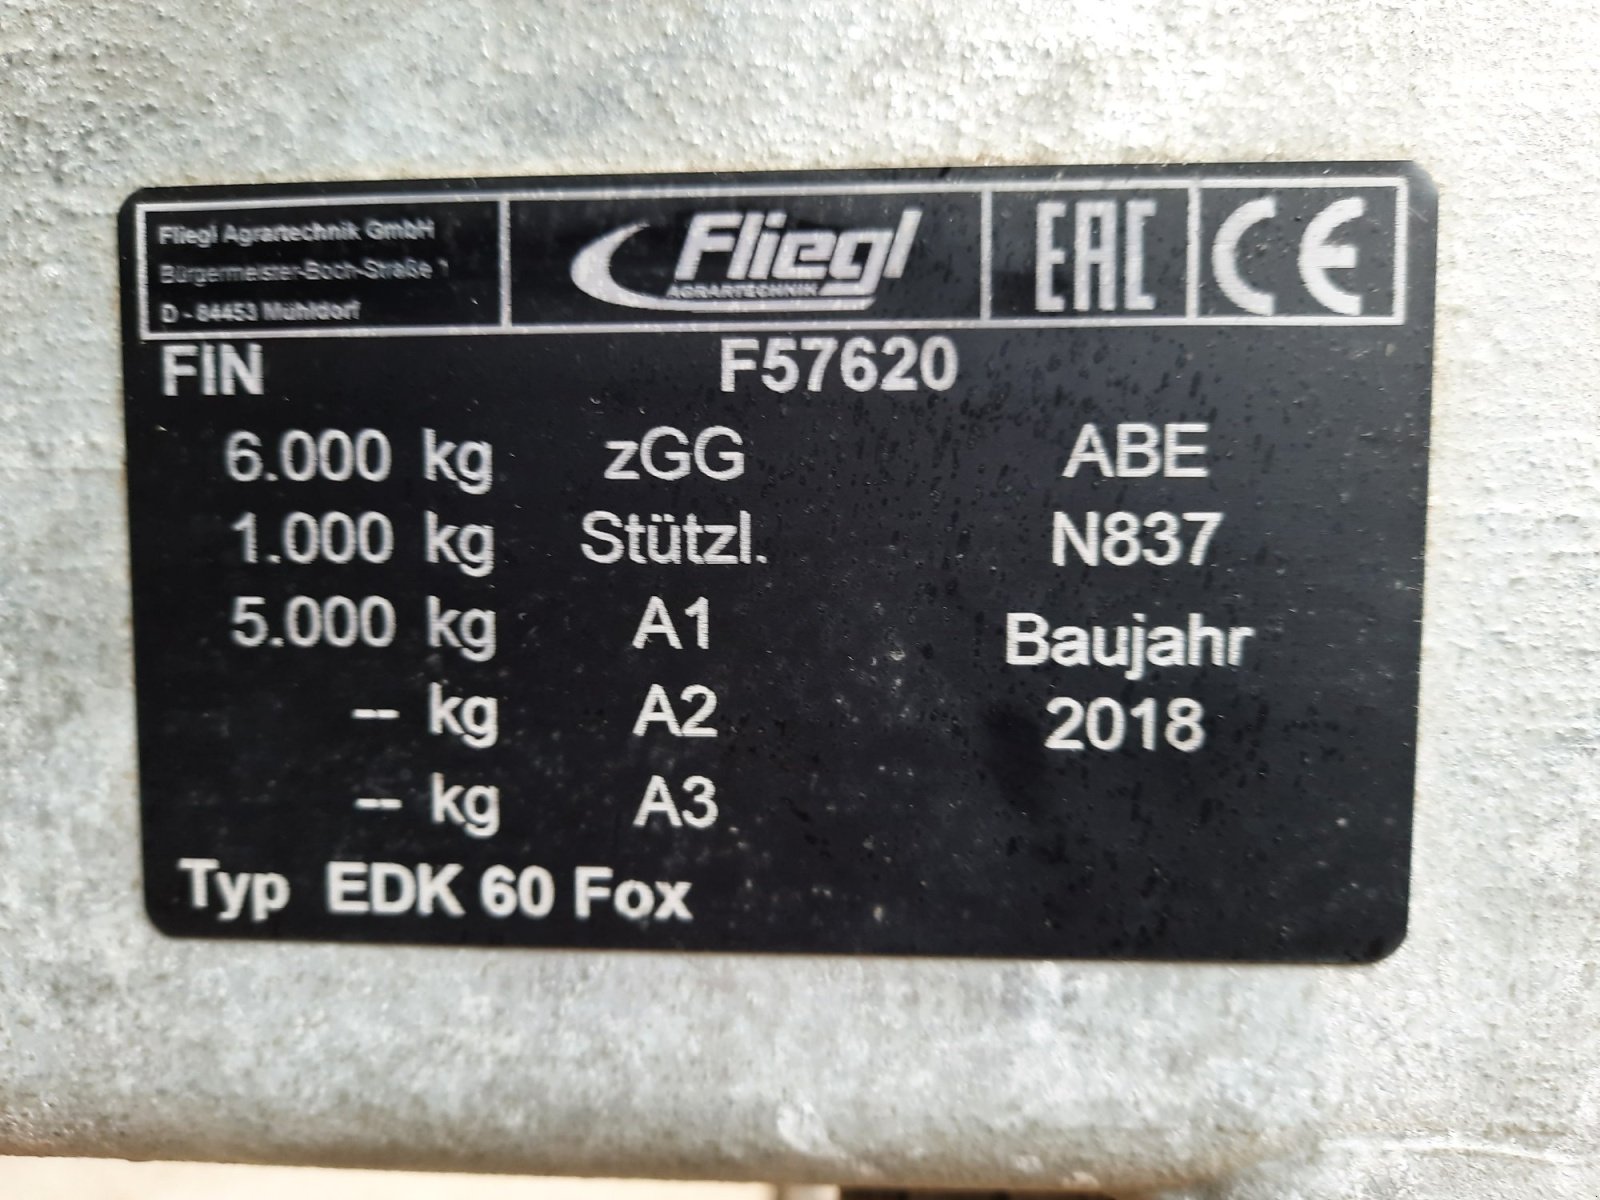 Fliegl Agrartechnik GmbH
Bürgermeister-Boch-Straße 1
D - 84453 Mühldorf
Fliegl
AGRARTECHNIK
EAC
CE
FIN F57620
6.000 kg zGG ABE
1.000 kg Stützl. N837
5.000 kg A1 Baujahr
-- kg A2 2018
-- kg A3
Typ EDK 60 Fox